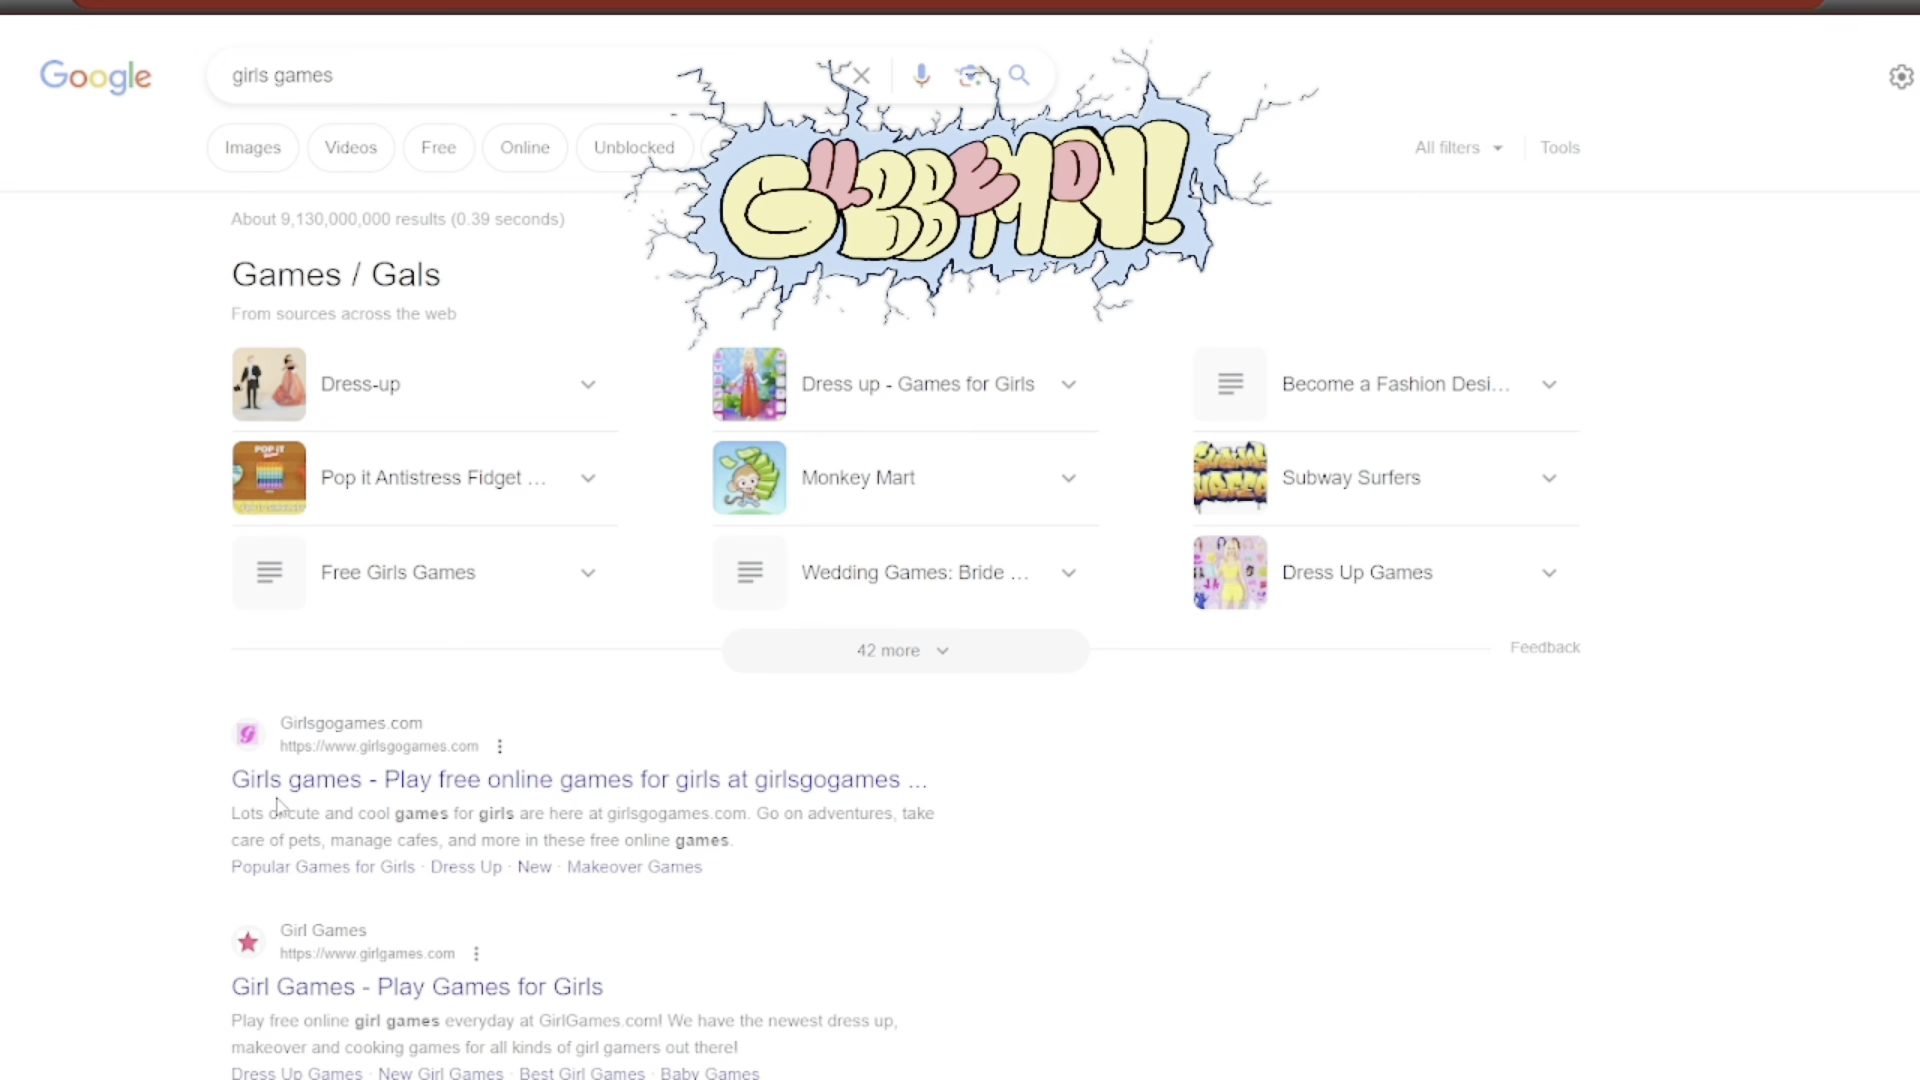 Google
girls games
Images
Videos
Free
Online
Unblocked
All filters
Tools
About 9,130,000,000 results (0.39 seconds)
Games / Gals
From sources across the web
Dress-up
Dress up - Games for Girls
Become a Fashion Desi...
POP IT
Pop it Antistress Fidget ...
Monkey Mart
Subway Surfers
Free Girls Games
Wedding Games: Bride ...
Dress Up Games
42 more
Feedback
Girlsgogames.com
https://www.girlsgogames.com
Girls games - Play free online games for girls at girlsgogames ...
Lots of cute and cool games for girls are here at girlsgogames.com. Go on adventures, take
care of pets, manage cafes, and more in these free online games.
Popular Games for Girls · Dress Up · New · Makeover Games
Girl Games
https://www.girlgames.com
Girl Games - Play Games for Girls
Play free online girl games everyday at GirlGames.com! We have the newest dress up,
makeover and cooking games for all kinds of girl gamers out there!
Dress Up Games · New Girl Games · Best Girl Games · Baby Games